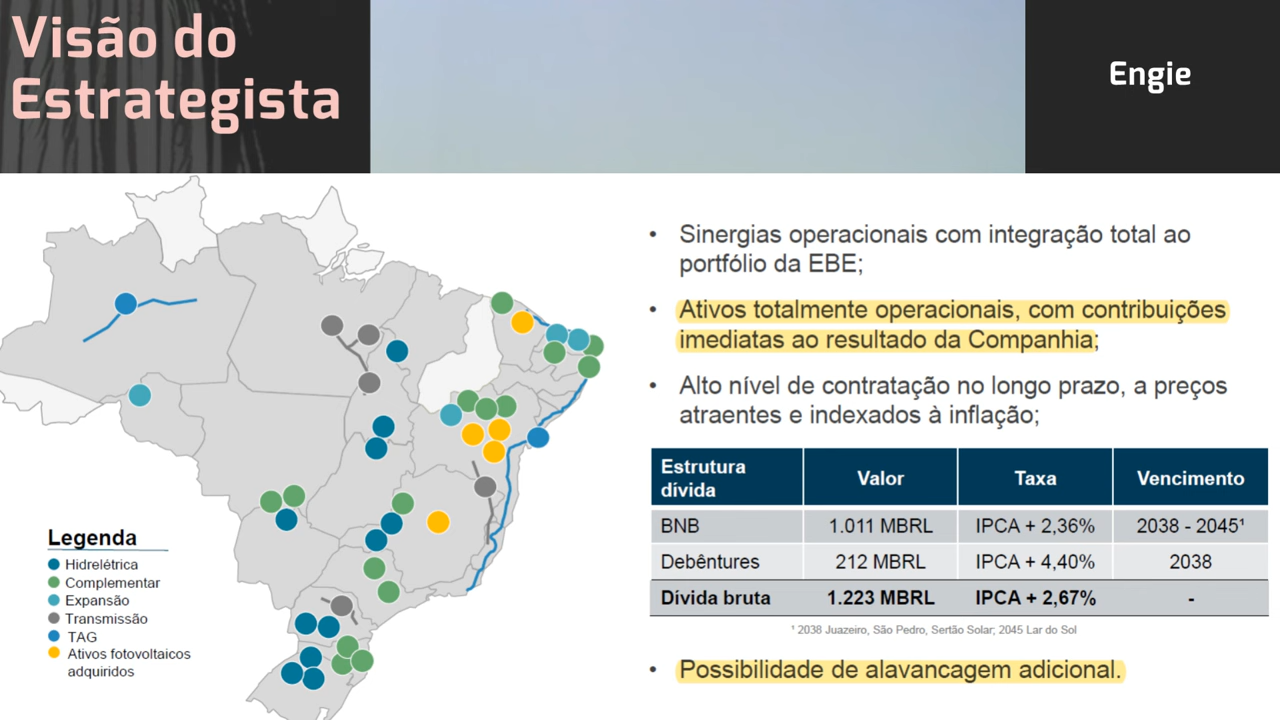 Visão do
Estrategista
Engie
• Sinergias operacionais com integração total ao
portfólio da EBE;
• Ativos totalmente operacionais, com contribuições
imediatas ao resultado da Companhia;
• Alto nível de contratação no longo prazo, a preços
atraentes e indexados à inflação;
Estrutura dívida Valor Taxa Vencimento
BNB 1.011 MBRL IPCA + 2,36% 2038 - 2045¹
Debêntures 212 MBRL IPCA + 4,40% 2038
Dívida bruta 1.223 MBRL IPCA + 2,67% -
¹ 2038 Juazeiro, São Pedro, Sertão Solar; 2045 Lar do Sol
• Possibilidade de alavancagem adicional.
Legenda
Hidrelétrica
Complementar
Expansão
Transmissão
TAG
Ativos fotovoltaicos
adquiridos